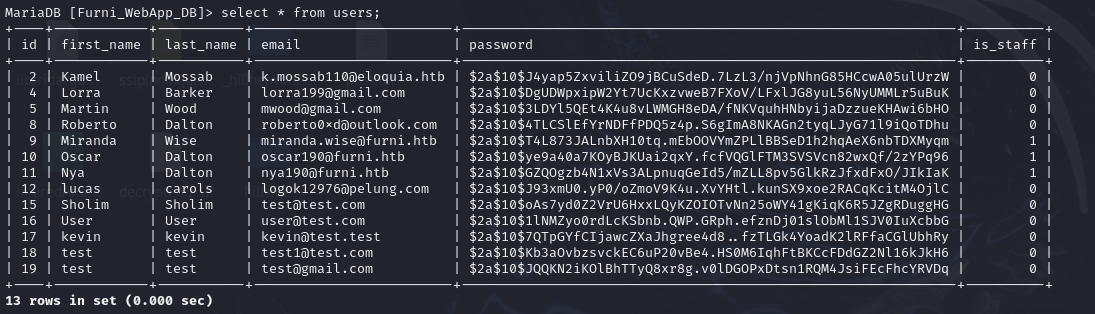 MariaDB [Furni_WebApp_DB]> select * from users;
| id | first_name | last_name | email | password | is_staff |
| 2 | Kamel | Mossab | k.mossab110@eloquia.htb | $2a$10$J4yap5ZxviliZO9jBCuSdeD.7LzL3/njVpNhnG85HCcwA05ulUrzW | 0 |
| 4 | Lorra | Barker | lorra199@gmail.com | $2a$10$DgUDWpxipW2Yt7UcKxzvweB7FXoV/LFxlJG8yuL56NyUMMLr5uBuK | 0 |
| 5 | Martin | Wood | mwood@gmail.com | $2a$10$3LDYl5QEt4K4u8vLWMGH8eDA/fNKVquhHNbyijaDzzueKHAwi6bHO | 0 |
| 8 | Roberto | Dalton | roberto0×d@outlook.com | $2a$10$4TLCSlEfYrNDFfPDQ5z4p.S6gImA8NKAGn2tyqLJyG71l9iQoTDhu | 0 |
| 9 | Miranda | Wise | miranda.wise@furni.htb | $2a$10$T4L873JALnbXH10tq.mEbOOVYmZPLlBBSeD1h2hqAeX6nbTDXMyqm | 1 |
| 10 | Oscar | Dalton | oscar190@furni.htb | $2a$10$ye9a40a7KOyBJKUai2qxY.fcfVQGlFTM3SVSVcn82wxQf/2zYPq96 | 1 |
| 11 | Nya | Dalton | nya190@furni.htb | $2a$10$GZQOgzb4N1xVs3ALpnuqGeId5/mZLL8pv5GlkRzJfxdFxO/JIkIaK | 1 |
| 12 | lucas | carols | logok12976@pelung.com | $2a$10$J93xmU0.yP0/oZmoV9K4u.XvYHtl.kunSX9xoe2RACqKcitM4OjlC | 0 |
| 15 | Sholim | Sholim | test@test.com | $2a$10$oAs7yd0Z2VrU6HxxLQyKZOIOTvNn25oWY41gKiqK6R5JZgRDuggHG | 0 |
| 16 | User | User | user@test.com | $2a$10$1lNMZyo0rdLcKSbnb.QWP.GRph.efznDj01slObMl1SJV0IuXcbbG | 0 |
| 17 | kevin | kevin | kevin@test.test | $2a$10$7QTpGYfCIjawcZXaJhgree4d8..fzTLGk4YoadK2lRFfaCGlUbhRy | 0 |
| 18 | test | test | test1@test.com | $2a$10$Kb3aOvbzsvckEC6uP20vBe4.HS0M6IqhFtBKCcFDdGZ2Nl16kJkH6 | 0 |
| 19 | test | test | test@gmail.com | $2a$10$JQQKN2iKOlBhTTyQ8xr8g.v0lDGOPxDtsn1RQM4JsiFEcFhcYRVDq | 0 |
13 rows in set (0.000 sec)